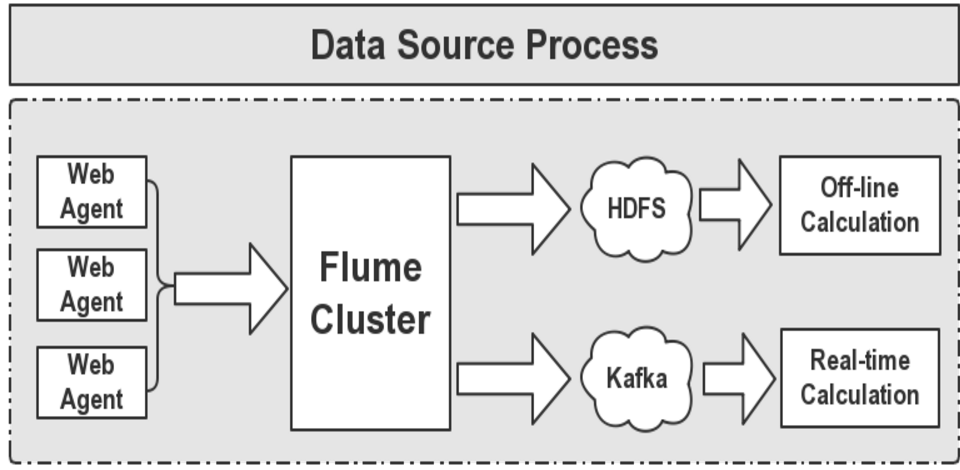 Data Source Process
Web
Agent
Web
Agent
Web
Agent
Flume
Cluster
HDFS
Off-line
Calculation
Kafka
Real-time
Calculation